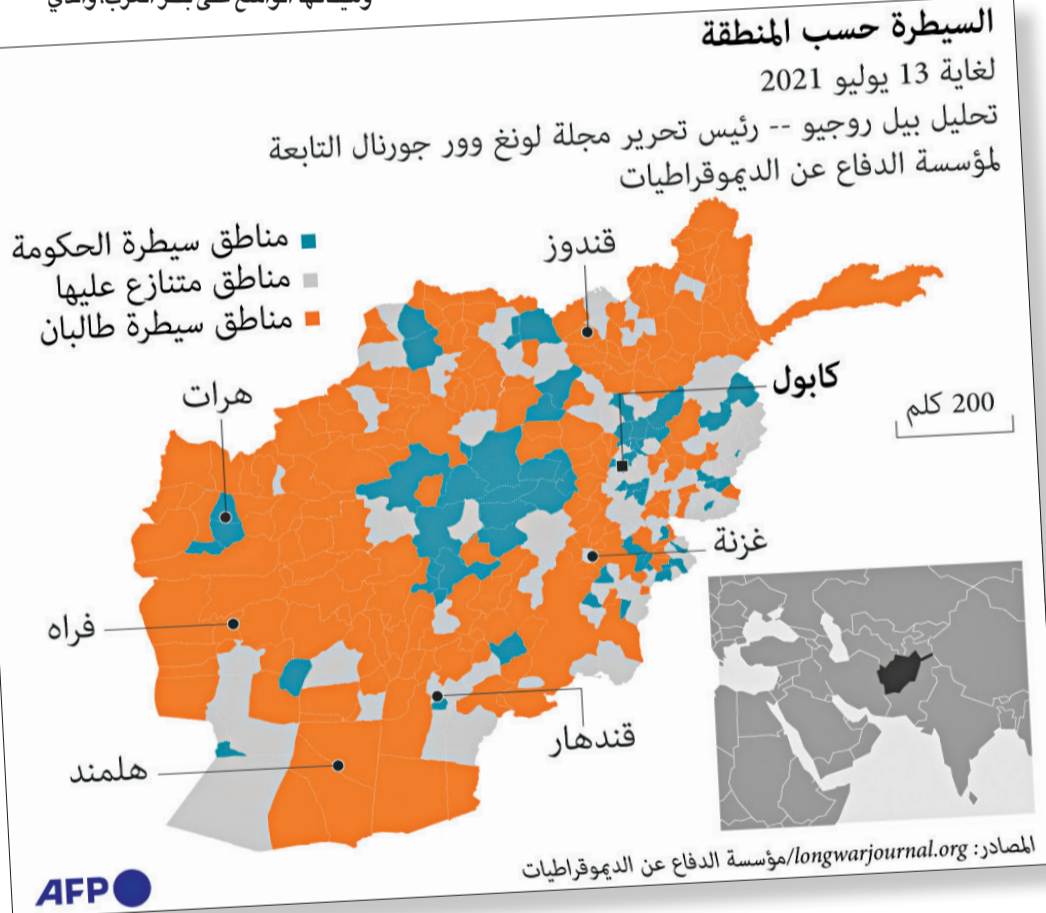 السيطرة حسب المنطقة
لغاية 13 يوليو 2021
تحليل بيل روجيو -- رئيس تحرير مجلة لونغ وور جورنال التابعة
لمؤسسة الدفاع عن الديموقراطيات
مناطق سيطرة الحكومة
مناطق متنازع عليها
مناطق سيطرة طالبان
قندوز
كابول
هرات
200 كلم
غزنة
فراه
قندهار
هلمند
المصادر: longwarjournal.org/مؤسسة الدفاع عن الديموقراطيات
AFP